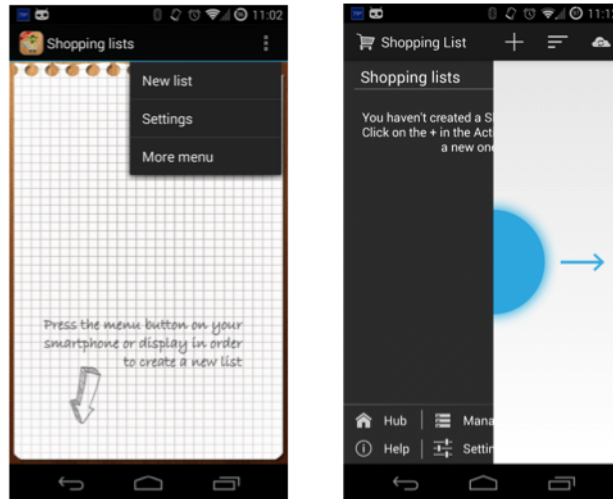 11:02
Shopping lists
New list
Settings
More menu
Press the menu button on your
smartphone or display in order
to create a new list
Shopping List
Shopping lists
You haven't created a S
Click on the + in the Act
a new one
Hub
Mana
Help
Settin